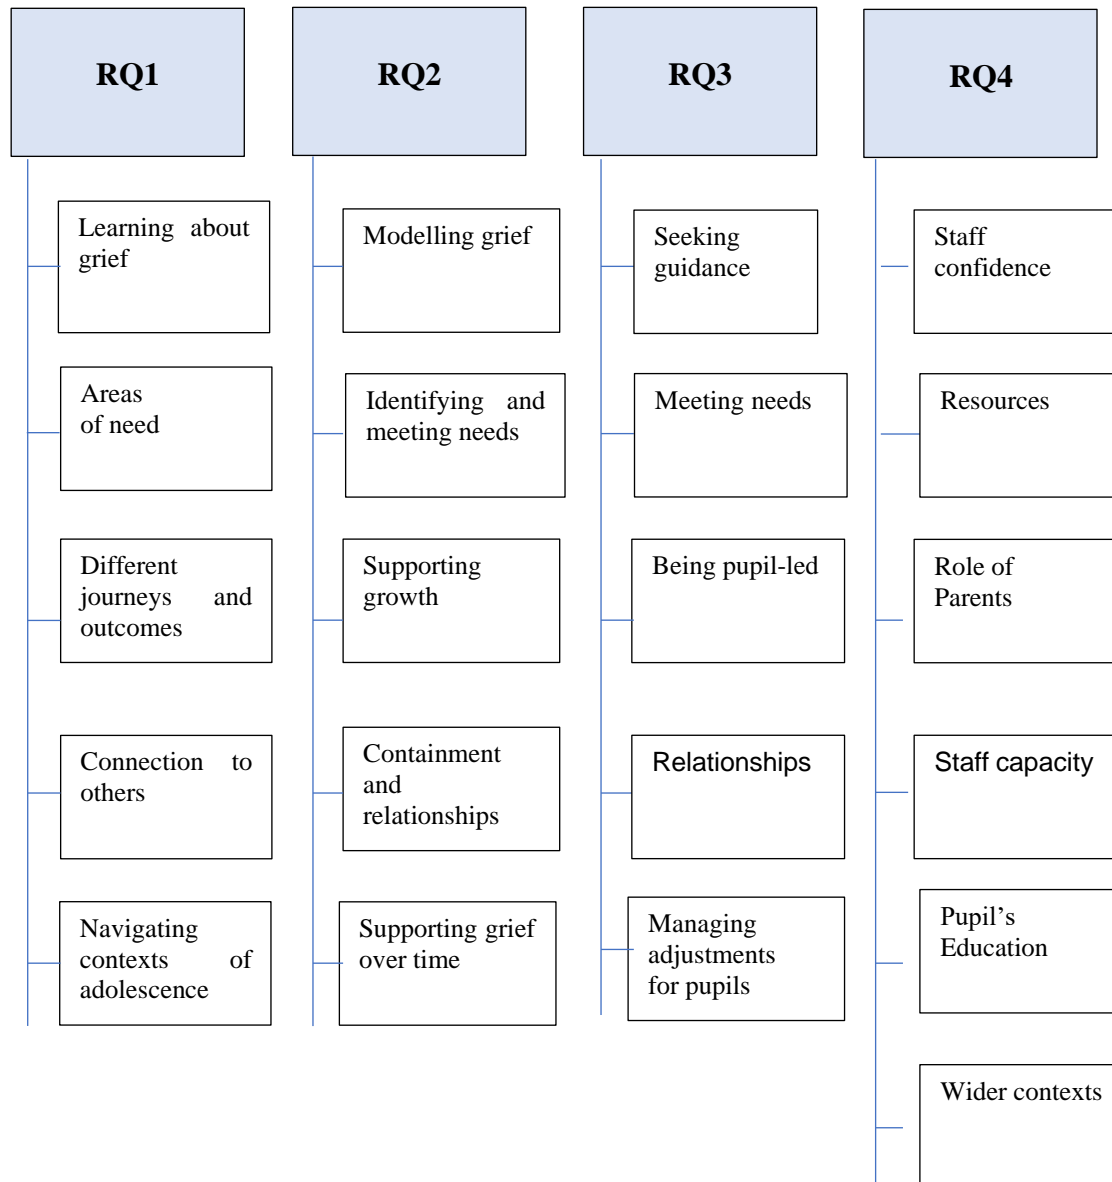 RQ1
Learning about
grief
Areas
of need
Different
journeys and
outcomes
Connection to
others
Navigating
contexts of
adolescence
RQ2
Modelling grief
Identifying and
meeting needs
Supporting
growth
Containment
and
relationships
Supporting grief
over time
RQ3
Seeking
guidance
Meeting needs
Being pupil-led
Relationships
Managing
adjustments
for pupils
RQ4
Staff
confidence
Resources
Role of
Parents
Staff capacity
Pupil’s
Education
Wider contexts